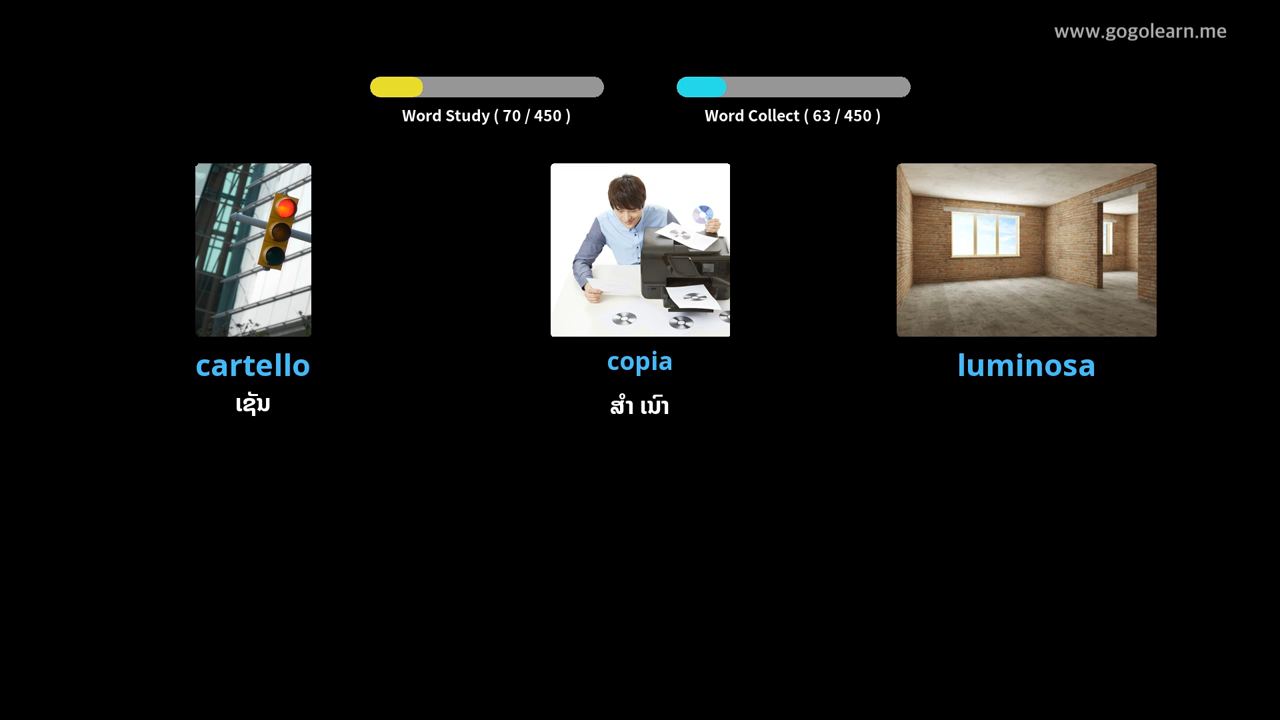 www.gogolearn.me
Word Study ( 70 / 450 )
Word Collect ( 63 / 450 )
cartello
ເຊັນ
copia
ສຳ ເນົາ
luminosa